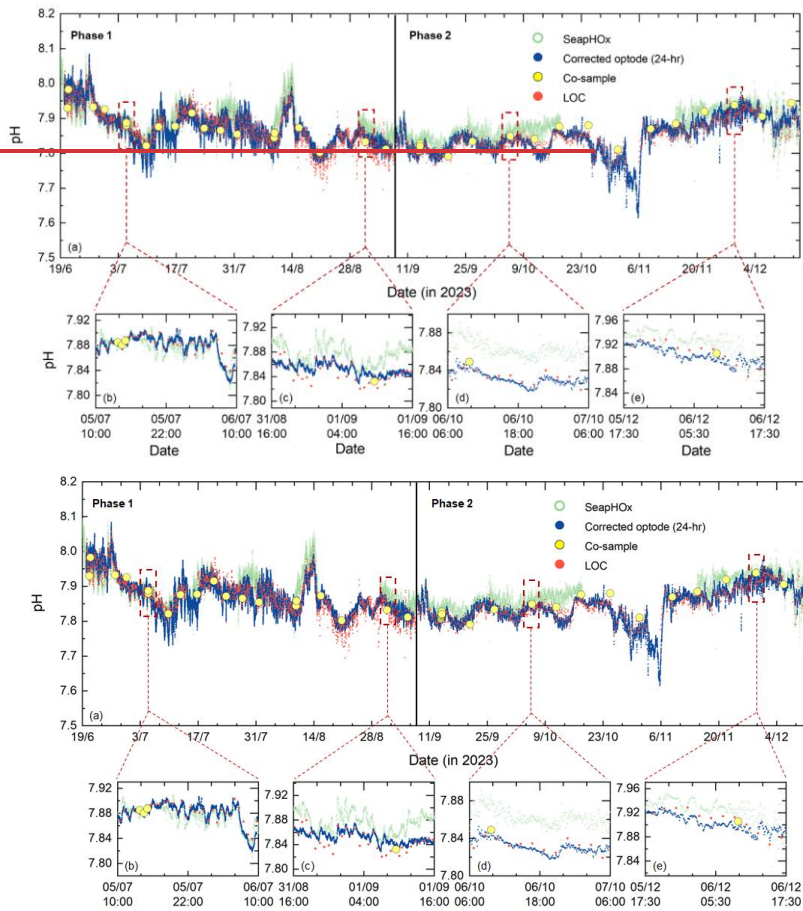 8.2
Phase 1
Phase 2
SeapHOx
8.1
Corrected optode (24-hr)
Co-sample
8.0
LOC
7.9
pH
7.8
7.7
7.6
(a)
7.5
19/6 3/7 17/7 31/7 14/8 28/8 11/9 25/9 9/10 23/10 6/11 20/11 4/12
Date (in 2023)
7.92 7.92 7.88 7.96
pH
7.88 7.88 7.92
7.84 7.84 7.84 7.88
7.80 (b) 7.80 (c) (d) 7.84 (e)
7.80
05/07 05/07 06/07 31/08 01/09 01/09 06/10 06/10 07/10 05/12 06/12 06/12
10:00 22:00 10:00 16:00 04:00 16:00 06:00 18:00 06:00 17:30 05:30 17:30
Date Date Date Date
8.2
Phase 1
Phase 2
SeapHOx
8.1
Corrected optode (24-hr)
Co-sample
8.0
LOC
7.9
pH
7.8
7.7
7.6
(a)
7.5
19/6 3/7 17/7 31/7 14/8 28/8 11/9 25/9 9/10 23/10 6/11 20/11 4/12
Date (in 2023)
7.92 7.92 7.88 7.96
pH
7.88 7.88 7.92
7.84 7.84 7.84 7.88
7.80 (b) 7.80 (c) (d) 7.84 (e)
7.80
05/07 05/07 06/07 31/08 01/09 01/09 06/10 06/10 07/10 05/12 06/12 06/12
10:00 22:00 10:00 16:00 04:00 16:00 06:00 18:00 06:00 17:30 05:30 17:30